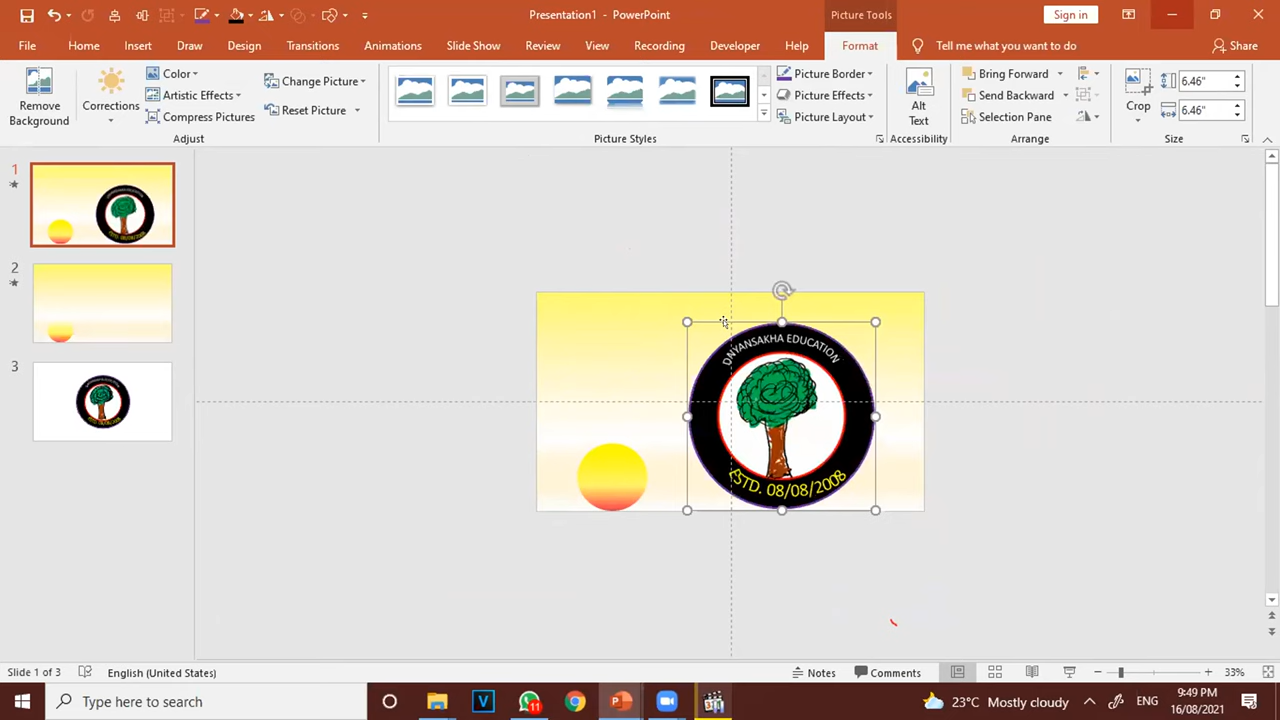 Presentation1 - PowerPoint
Picture Tools
Sign in
File Home Insert Draw Design Transitions Animations Slide Show Review View Recording Developer Help Format Tell me what you want to do Share
Remove Background
Corrections
Color
Artistic Effects
Compress Pictures
Change Picture
Reset Picture
Adjust
Picture Styles
Picture Border
Picture Effects
Picture Layout
Alt Text
Accessibility
Bring Forward
Send Backward
Selection Pane
Arrange
Crop
6.46"
6.46"
Size
1
2
3
DNYANSAKHA EDUCATION
ESTD. 08/08/2008
Slide 1 of 3 English (United States) Notes Comments 33%
Type here to search
11
23°C Mostly cloudy
ENG
9:49 PM
16/08/2021